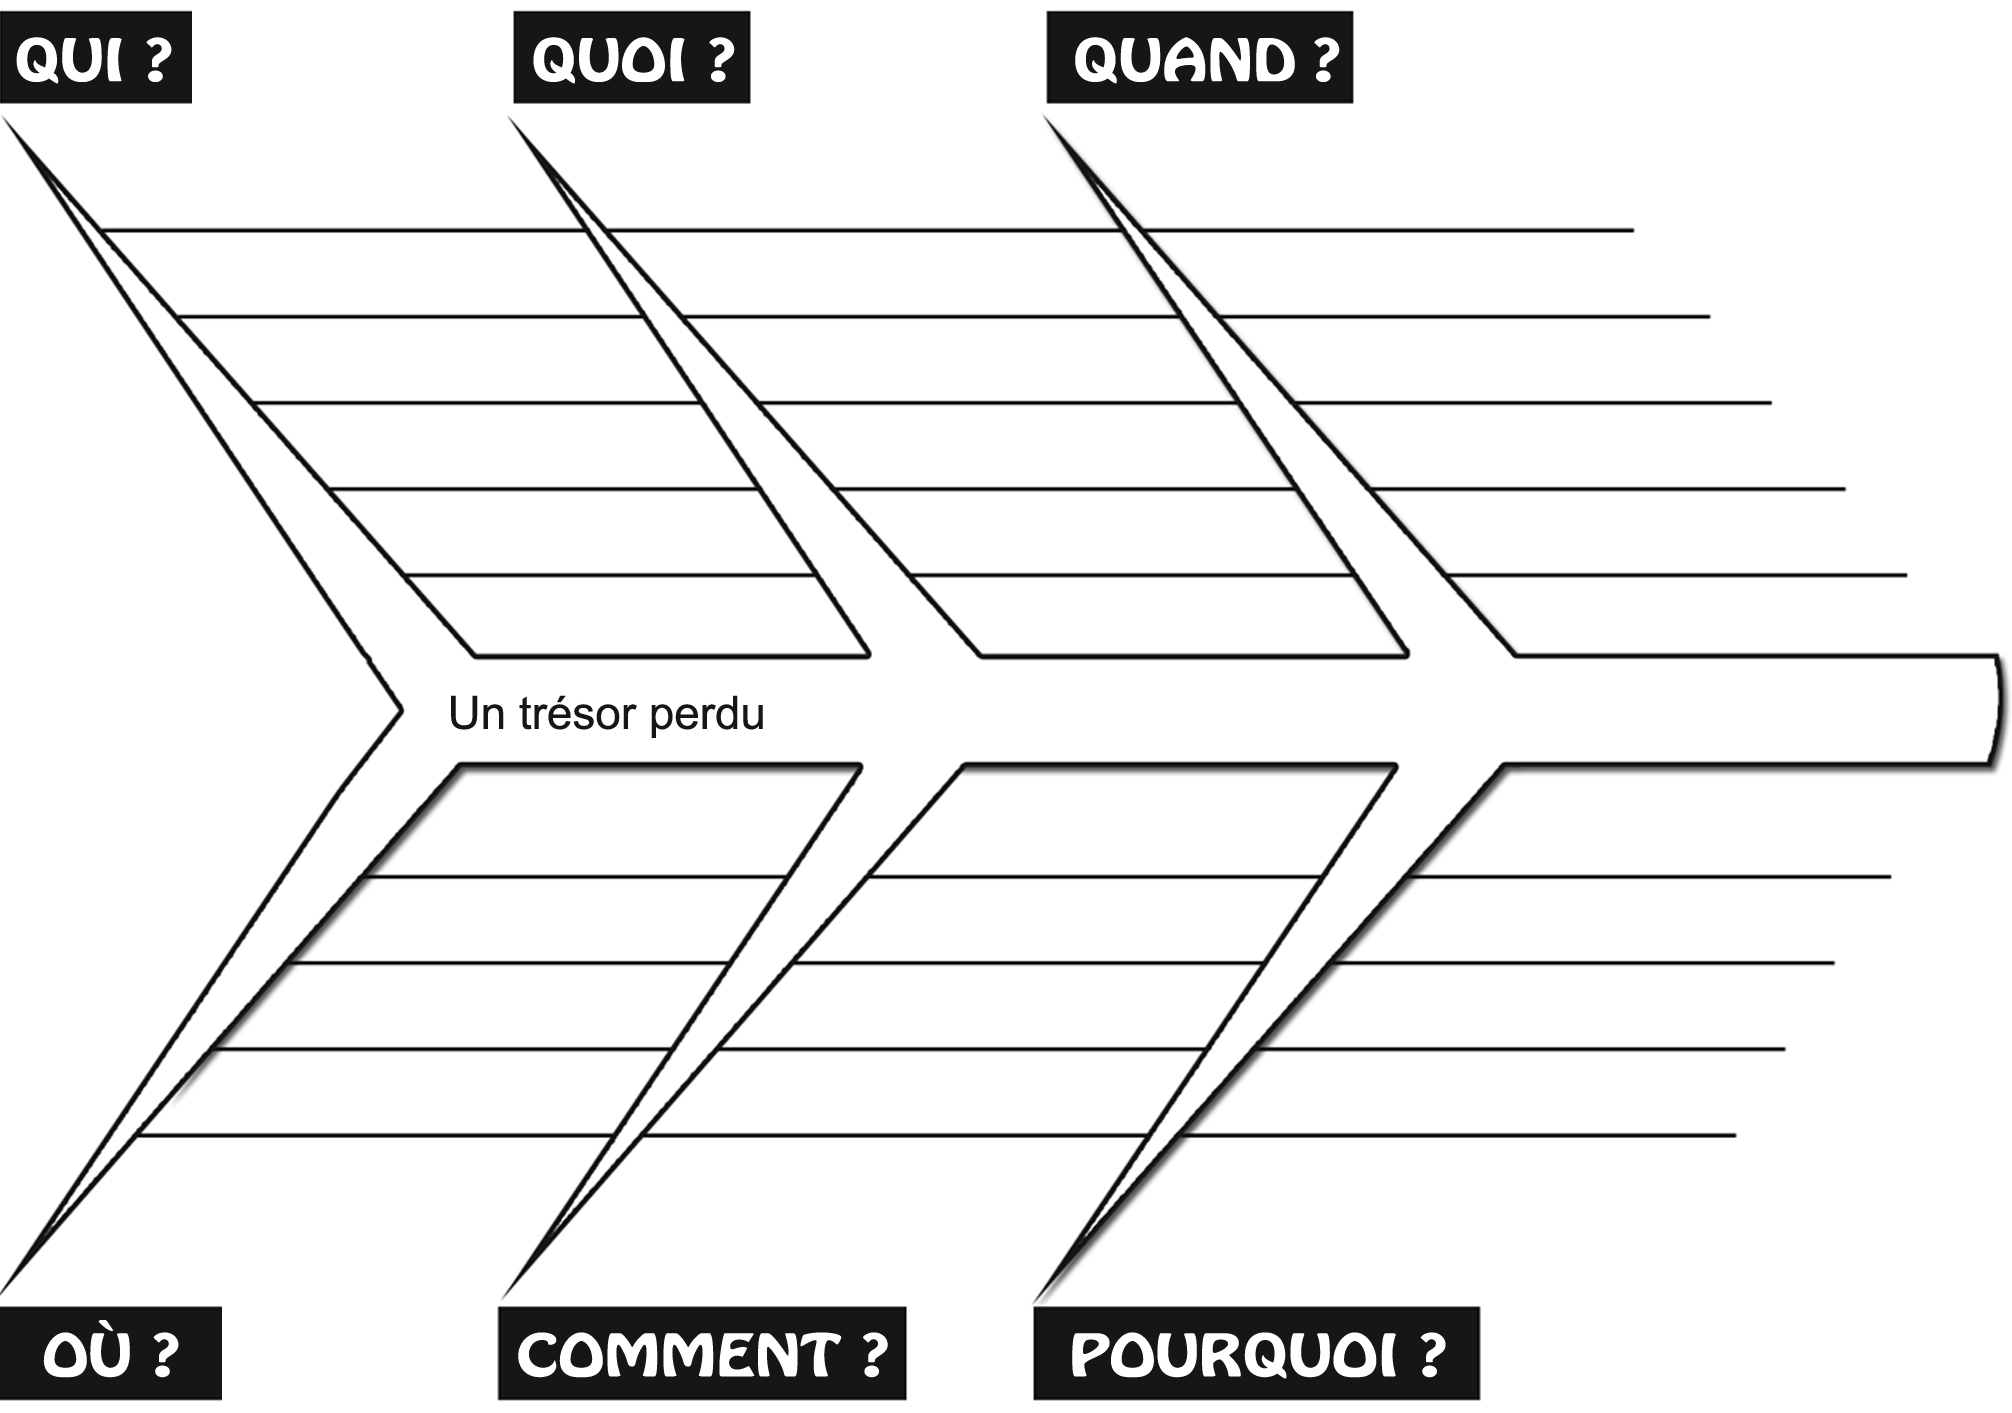 QUI ?
QUOI ?
QUAND ?
Un trésor perdu
OÙ ?
COMMENT ?
POURQUOI ?